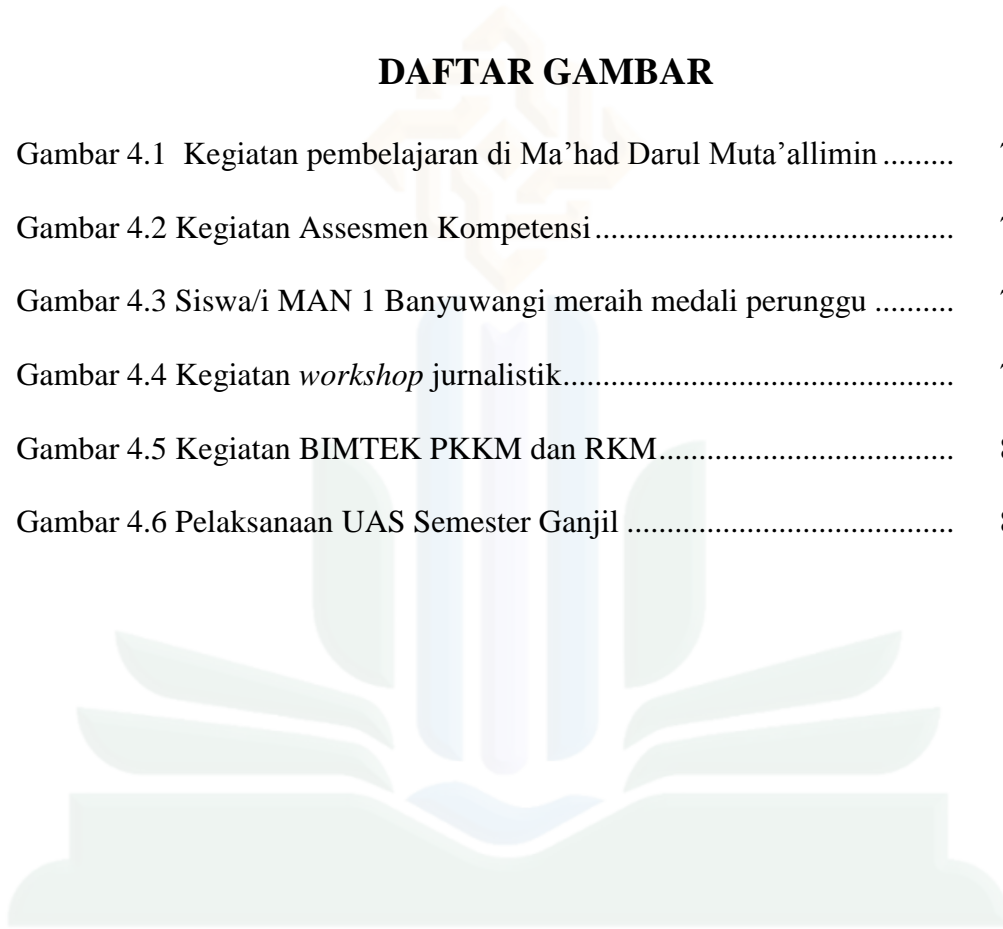 DAFTAR GAMBAR
Gambar 4.1  Kegiatan pembelajaran di Ma’had Darul Muta’allimin .........
Gambar 4.2 Kegiatan Assesmen Kompetensi.............................................
Gambar 4.3 Siswa/i MAN 1 Banyuwangi meraih medali perunggu ..........
Gambar 4.4 Kegiatan workshop jurnalistik.................................................
Gambar 4.5 Kegiatan BIMTEK PKKM dan RKM.....................................
Gambar 4.6 Pelaksanaan UAS Semester Ganjil .........................................